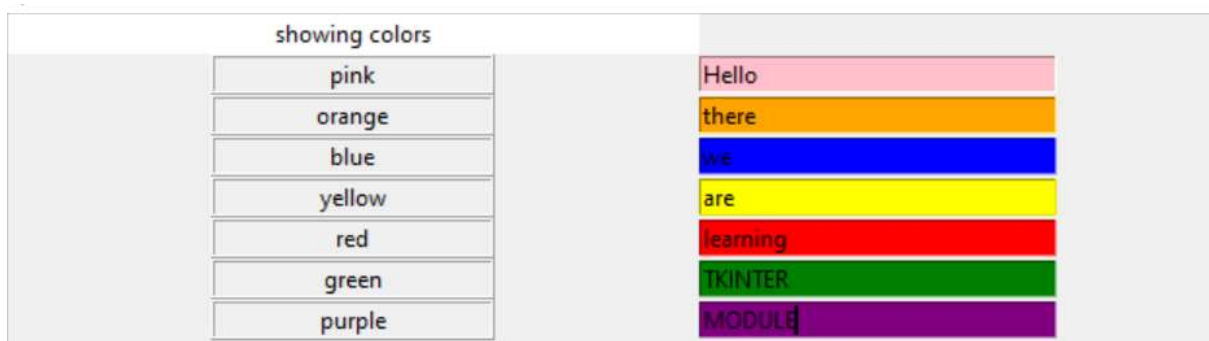 showing colors
pink Hello
orange there
blue we
yellow are
red learning
green TKINTER
purple MODULE